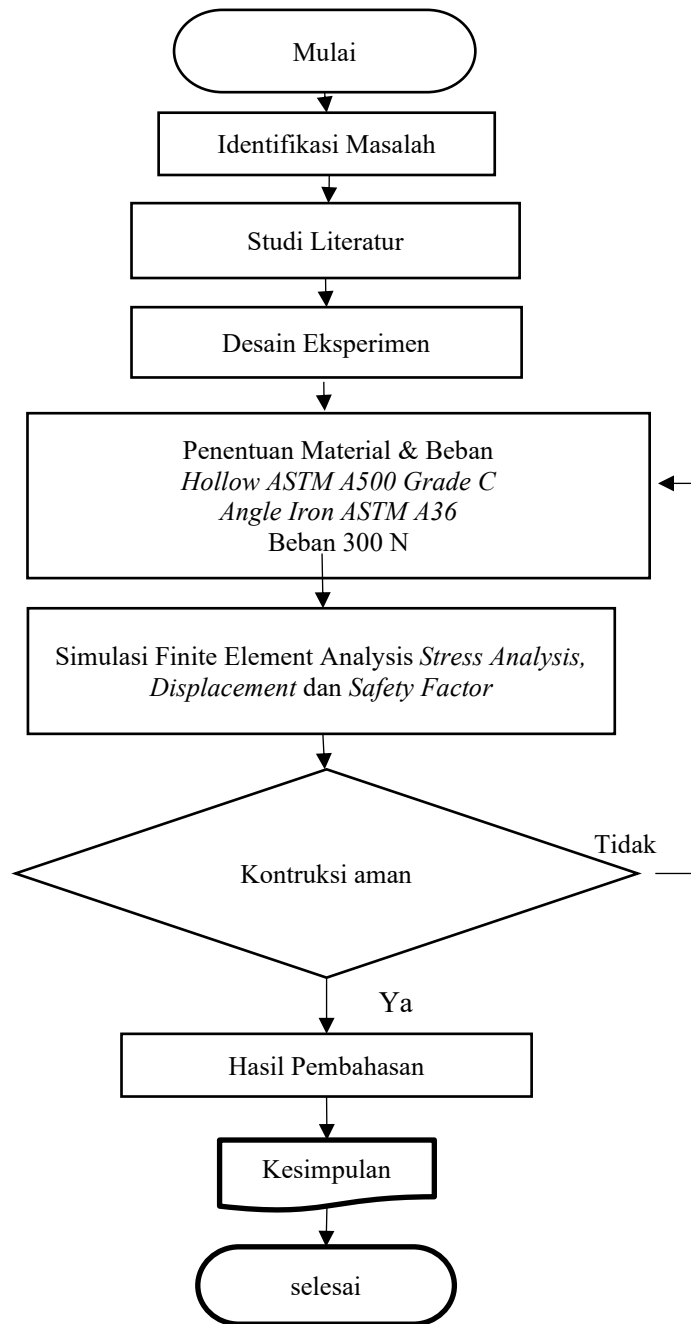 Mulai
Identifikasi Masalah
Studi Literatur
Desain Eksperimen
Penentuan Material & Beban
Hollow ASTM A500 Grade C
Angle Iron ASTM A36
Beban 300 N
Simulasi Finite Element Analysis Stress Analysis,
Displacement dan Safety Factor
Tidak
Kontruksi aman
Ya
Hasil Pembahasan
Kesimpulan
selesai